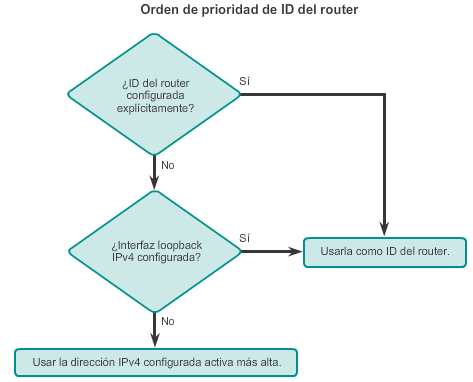 Orden de prioridad de ID del router
¿ID del router
configurada
explícitamente?
Sí
No
¿Interfaz loopback
IPv4 configurada?
Sí
Usarla como ID del router.
No
Usar la dirección IPv4 configurada activa más alta.